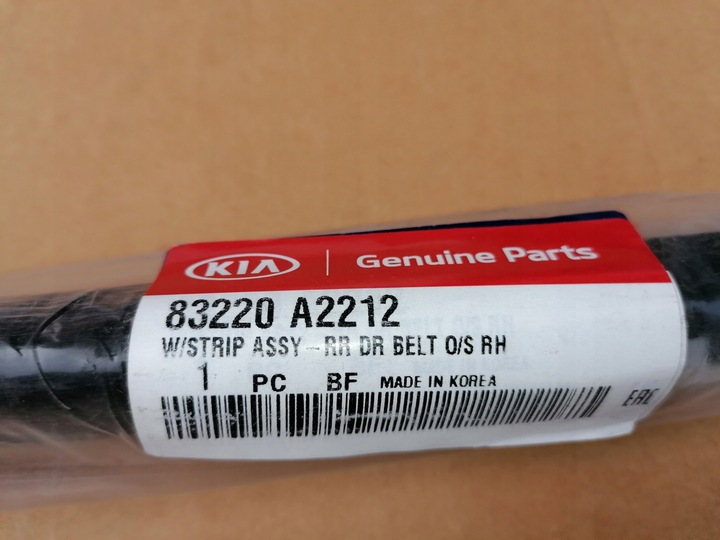 KIA Genuine Parts
83220 A2212
W/STRIP ASSY-RR DR BELT O/S RH
1 PC BF MADE IN KOREA
EAC